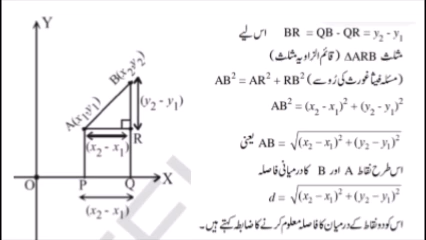 Y
B(x₂, y₂)
A(x₁, y₁)
(y₂ - y₁)
R
(x₂ - x₁)
O
P
Q
X
(x₂ - x₁)
اس لیے BR = QB - QR = y₂ - y₁
مثلث ΔARB (قائم الزاویہ مثلث)
(مسئلہ فیثا غورث کی رُو سے) AB² = AR² + RB²
AB² = (x₂ - x₁)² + (y₂ - y₁)²
یعنی AB = √((x₂ - x₁)² + (y₂ - y₁)²)
اس طرح نقاط A اور B کا درمیانی فاصلہ
d = √((x₂ - x₁)² + (y₂ - y₁)²)
اس کو دو نقاط کے درمیان کا فاصلہ معلوم کرنے کا ضابطہ کہتے ہیں۔